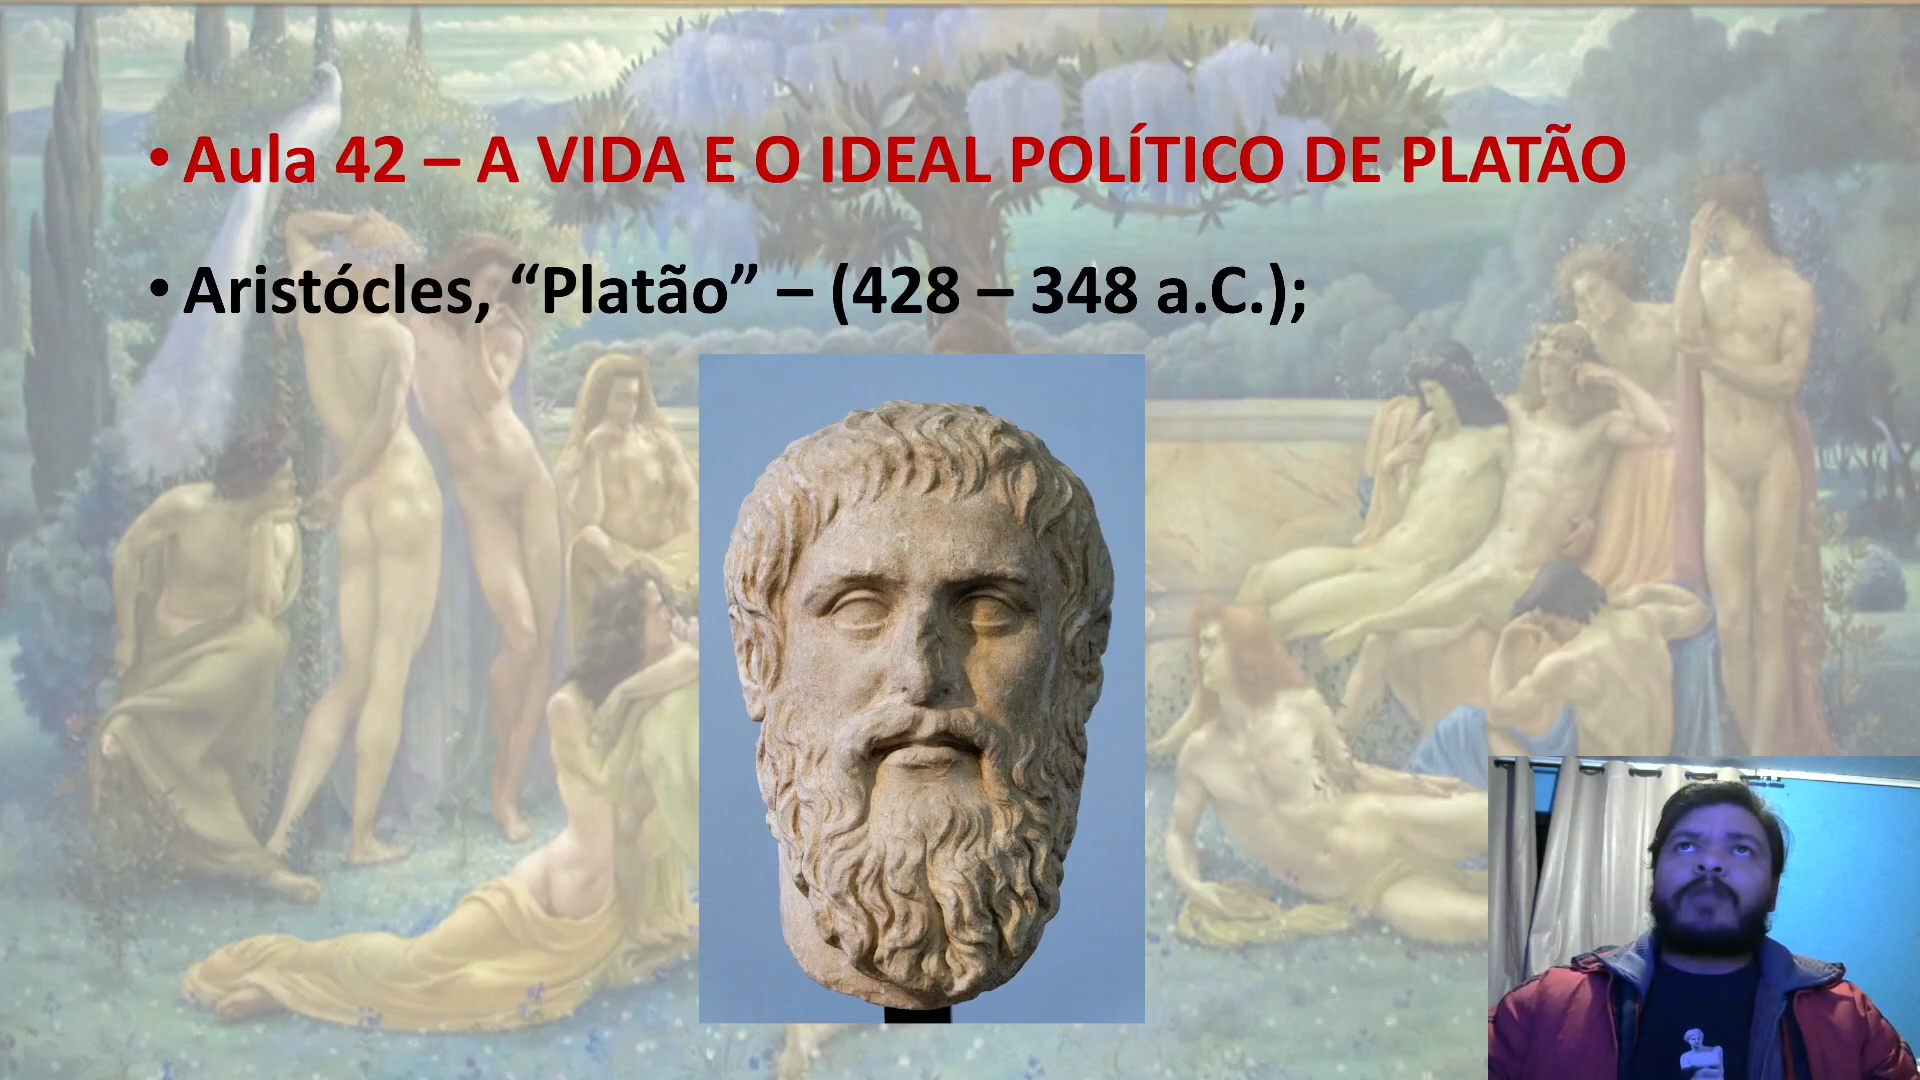 • Aula 42 – A VIDA E O IDEAL POLÍTICO DE PLATÃO
• Aristócles, “Platão” – (428 – 348 a.C.);